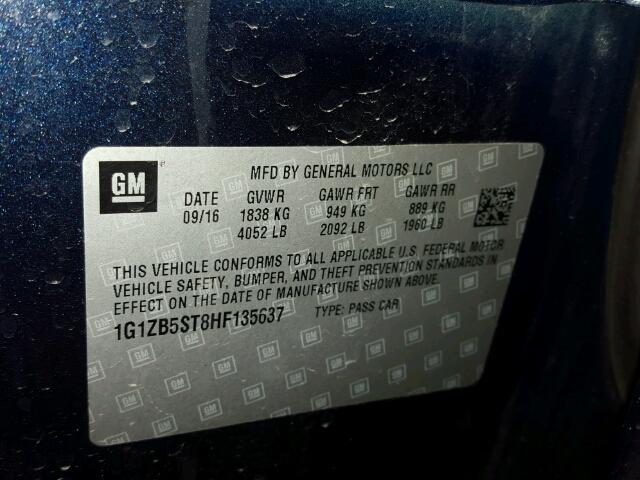 GM
MFD BY GENERAL MOTORS LLC
DATE GVWR GAWR FRT GAWR RR
09/16 1838 KG 949 KG 889 KG
4052 LB 2092 LB 1960 LB
THIS VEHICLE CONFORMS TO ALL APPLICABLE U.S. FEDERAL MOTOR
VEHICLE SAFETY, BUMPER, AND THEFT PREVENTION STANDARDS IN
EFFECT ON THE DATE OF MANUFACTURE SHOWN ABOVE.
1G1ZB5ST8HF135637 TYPE: PASS CAR